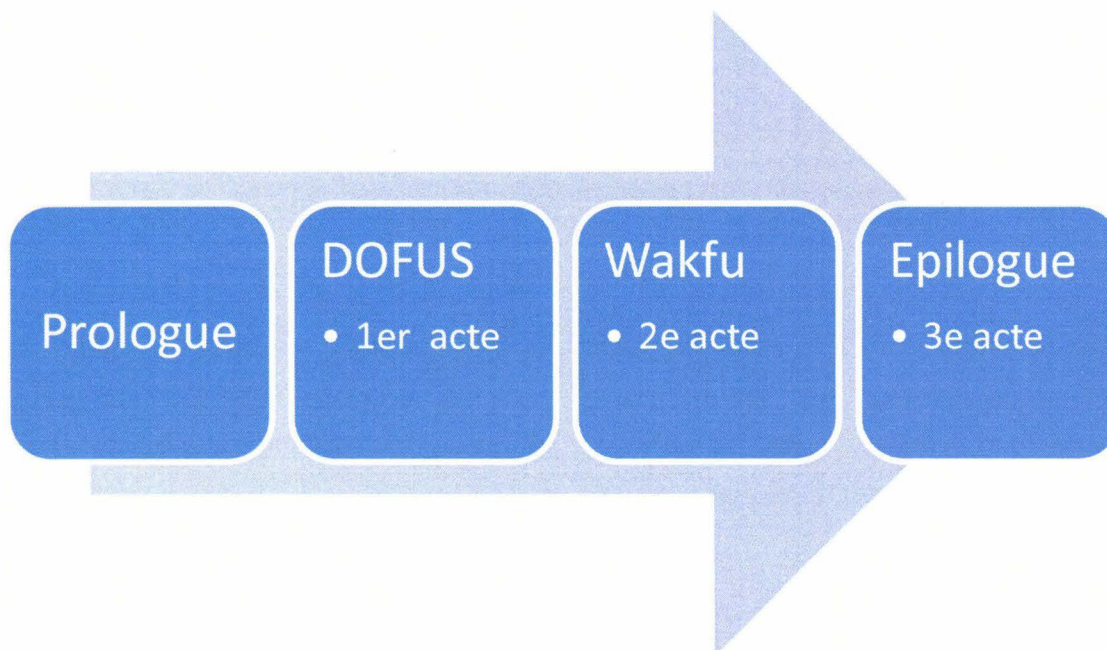 Prologue
DOFUS
• 1er acte
Wakfu
• 2e acte
Epilogue
• 3e acte